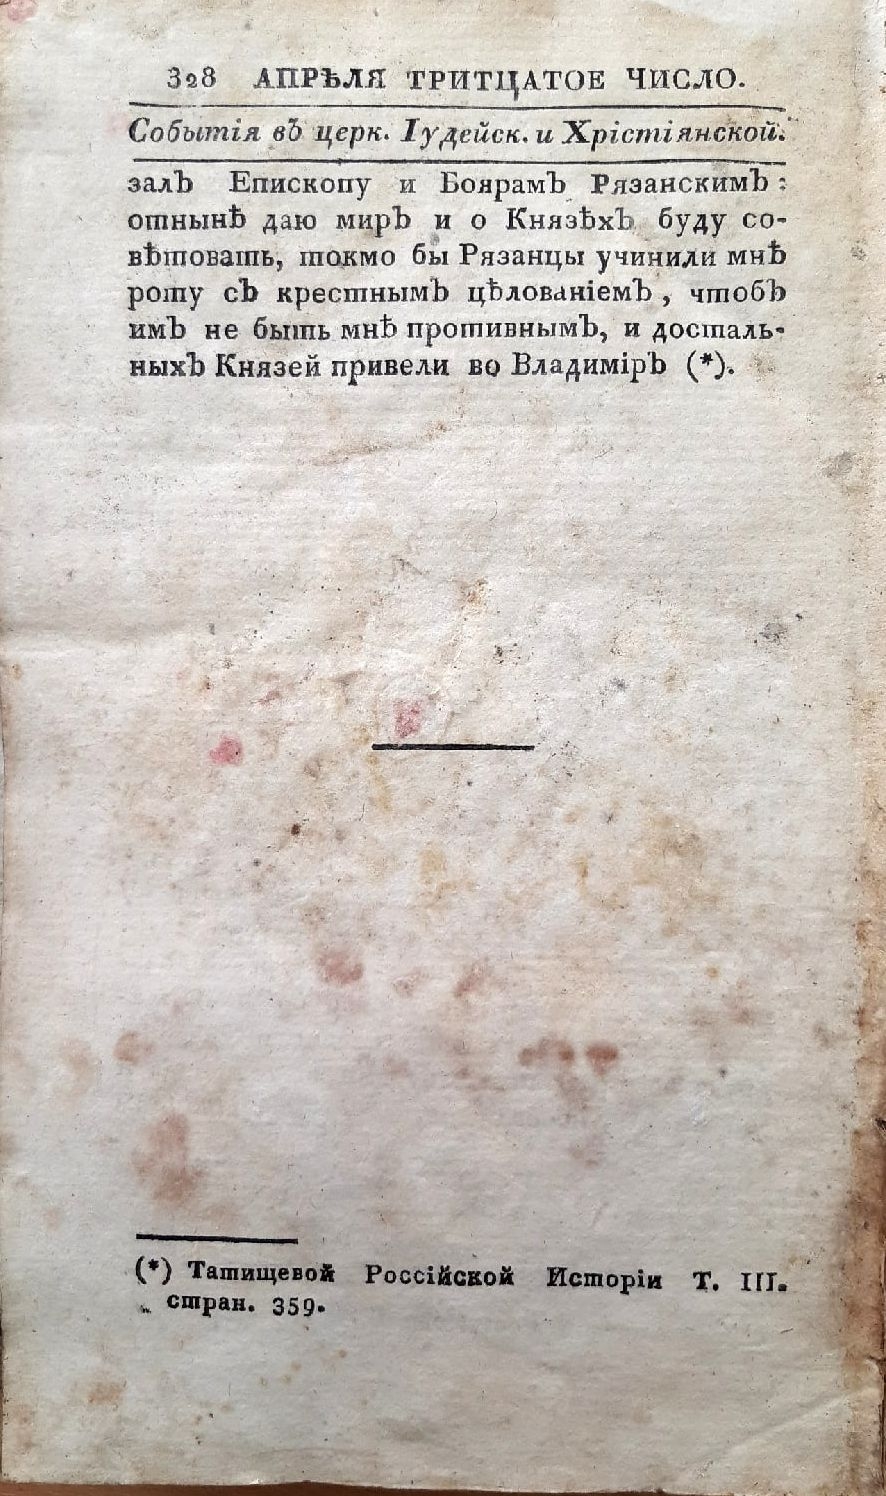 328 АПРѢЛЯ ТРИТЦАТОЕ ЧИСЛО.
Событія въ церк. Іудейск. и Хрістіянской.
залЪ Епископу и БоярамЪ РязанскимЪ:
отнынѣ даю мирЪ и о КнязѣхЪ буду со-
вѣтовать, токмо бы Рязанцы учинили мнѣ
роту сЪ крестнымЪ цѣлованіемЪ, чтобЪ
имЪ не быть мнѣ противнымЪ, и досталь-
ныхЪ Князей привели во ВладимірЪ (*).
(*) Татищевой Россійской Исторіи Т. III.
стран. 359.